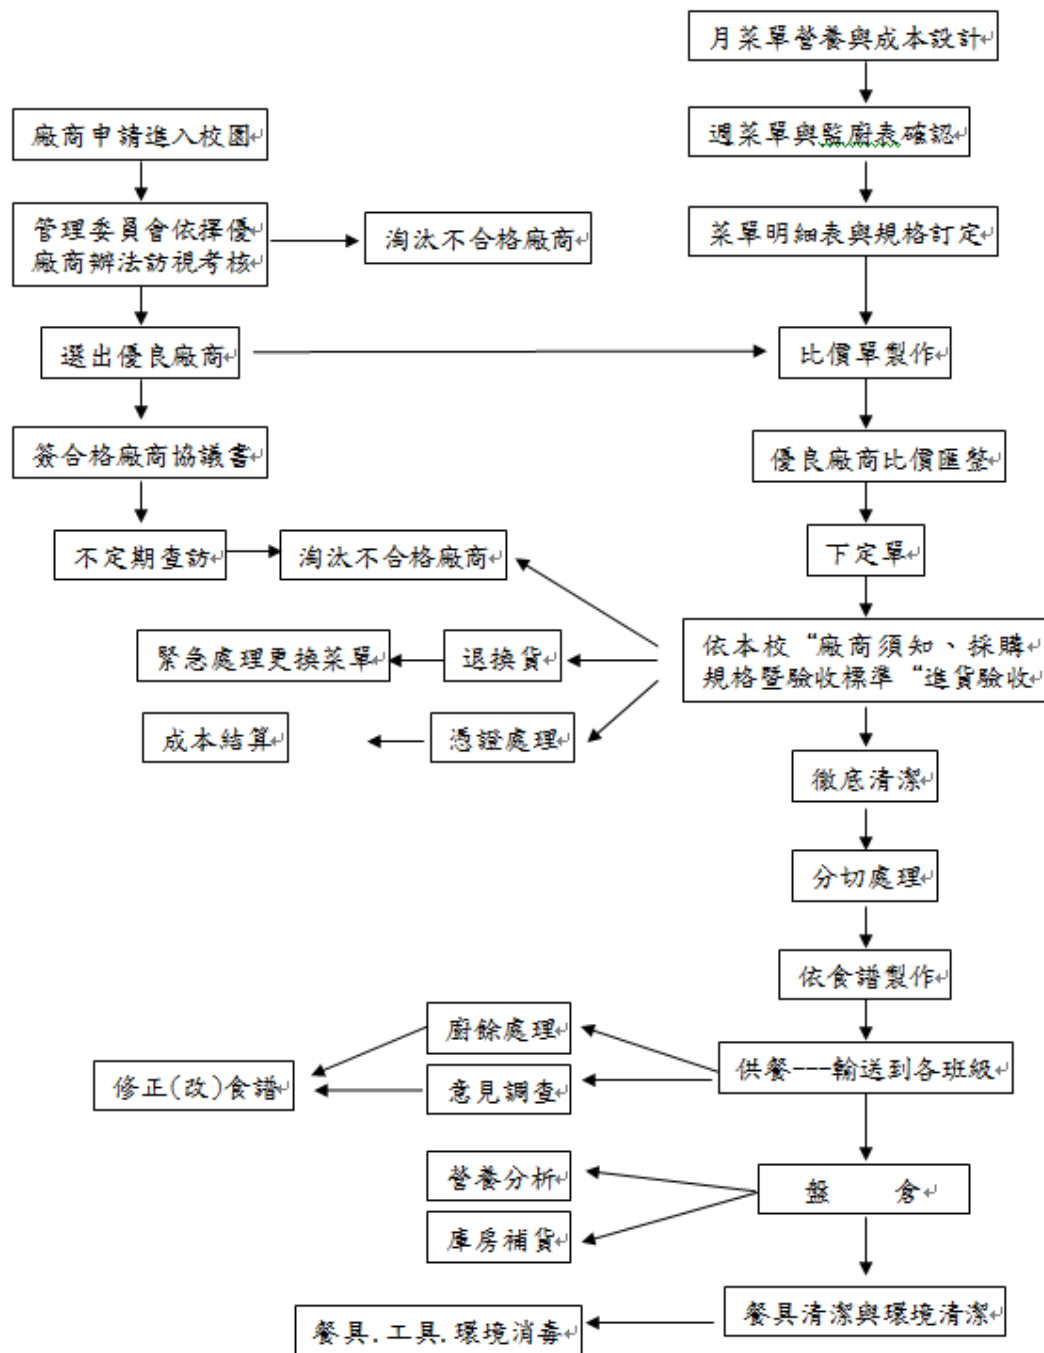 月菜單營養與成本設計
廠商申請進入校園
週菜單與監廚表確認
管理委員會依擇優
廠商辦法訪視考核
淘汰不合格廠商
菜單明細表與規格訂定
選出優良廠商
比價單製作
簽合格廠商協議書
優良廠商比價匯整
不定期查訪
淘汰不合格廠商
下定單
緊急處理更換菜單
退換貨
依本校“廠商須知、採購
規格暨驗收標準“進貨驗收
成本結算
憑證處理
徹底清潔
分切處理
依食譜製作
廚餘處理
修正(改)食譜
意見調查
供餐---輸送到各班級
營養分析
盤 倉
庫房補貨
餐具.工具.環境消毒
餐具清潔與環境清潔